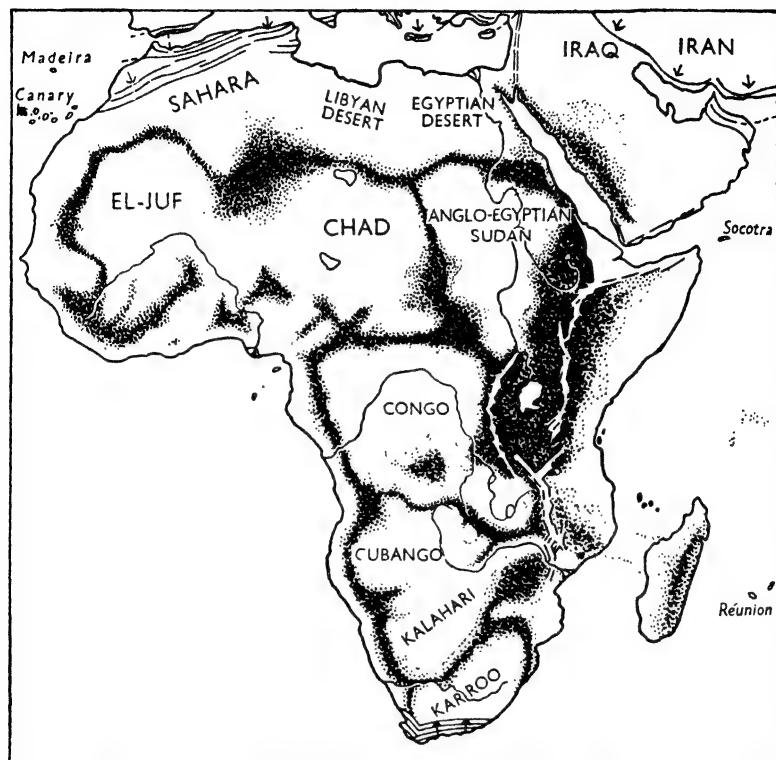 Madeira
Canary
Is.
SAHARA
LIBYAN
DESERT
EGYPTIAN
DESERT
IRAQ
IRAN
EL-JUF
CHAD
ANGLO-EGYPTIAN
SUDAN
Socotra
CONGO
CUBANGO
KALAHARI
Réunion
KARROO